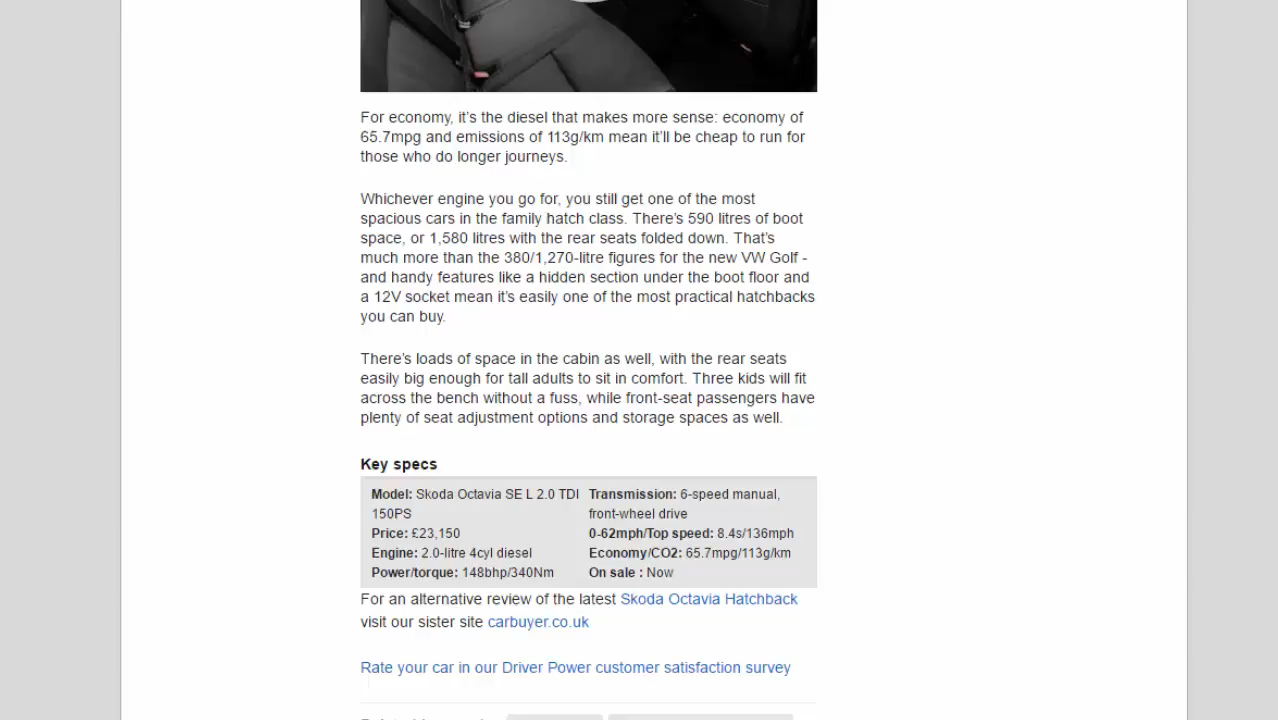 For economy, it’s the diesel that makes more sense: economy of
65.7mpg and emissions of 113g/km mean it’ll be cheap to run for
those who do longer journeys.
Whichever engine you go for, you still get one of the most
spacious cars in the family hatch class. There’s 590 litres of boot
space, or 1,580 litres with the rear seats folded down. That’s
much more than the 380/1,270-litre figures for the new VW Golf -
and handy features like a hidden section under the boot floor and
a 12V socket mean it’s easily one of the most practical hatchbacks
you can buy.
There’s loads of space in the cabin as well, with the rear seats
easily big enough for tall adults to sit in comfort. Three kids will fit
across the bench without a fuss, while front-seat passengers have
plenty of seat adjustment options and storage spaces as well.
Key specs
Model: Skoda Octavia SE L 2.0 TDI
150PS
Price: £23,150
Engine: 2.0-litre 4cyl diesel
Power/torque: 148bhp/340Nm
Transmission: 6-speed manual,
front-wheel drive
0-62mph/Top speed: 8.4s/136mph
Economy/CO2: 65.7mpg/113g/km
On sale : Now
For an alternative review of the latest Skoda Octavia Hatchback
visit our sister site carbuyer.co.uk
Rate your car in our Driver Power customer satisfaction survey